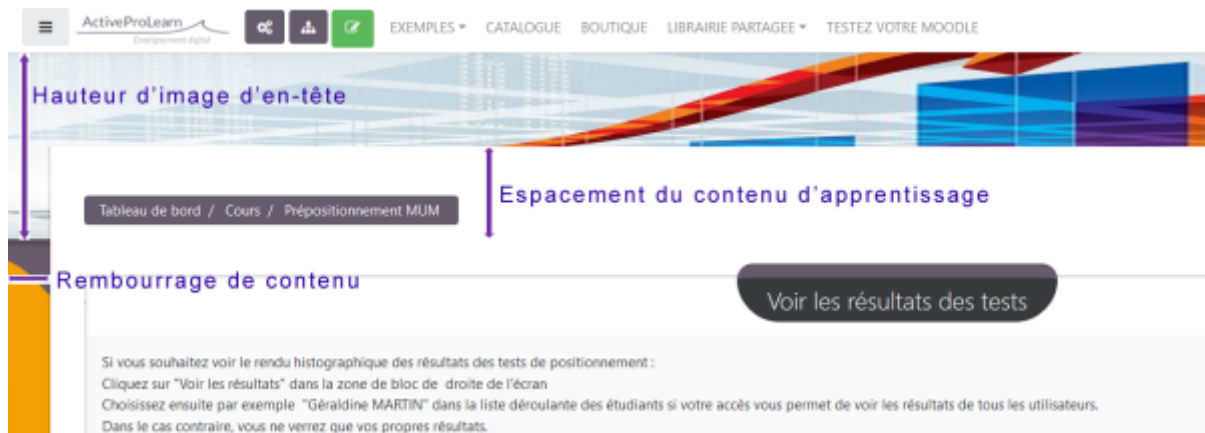 ActiveProLearn
Enseignement digital
EXEMPLES CATALOGUE BOUTIQUE LIBRAIRIE PARTAGEE TESTEZ VOTRE MOODLE
Hauteur d'image d'en-tête
Espacement du contenu d'apprentissage
Tableau de bord / Cours / Prépositionnement MUM
Rembourrage de contenu
Voir les résultats des tests
Si vous souhaitez voir le rendu histographique des résultats des tests de positionnement :
Cliquez sur "Voir les résultats" dans la zone de bloc de droite de l'écran
Choisissez ensuite par exemple "Géraldine MARTIN" dans la liste déroulante des étudiants si votre accès vous permet de voir les résultats de tous les utilisateurs.
Dans le cas contraire, vous ne verrez que vos propres résultats.